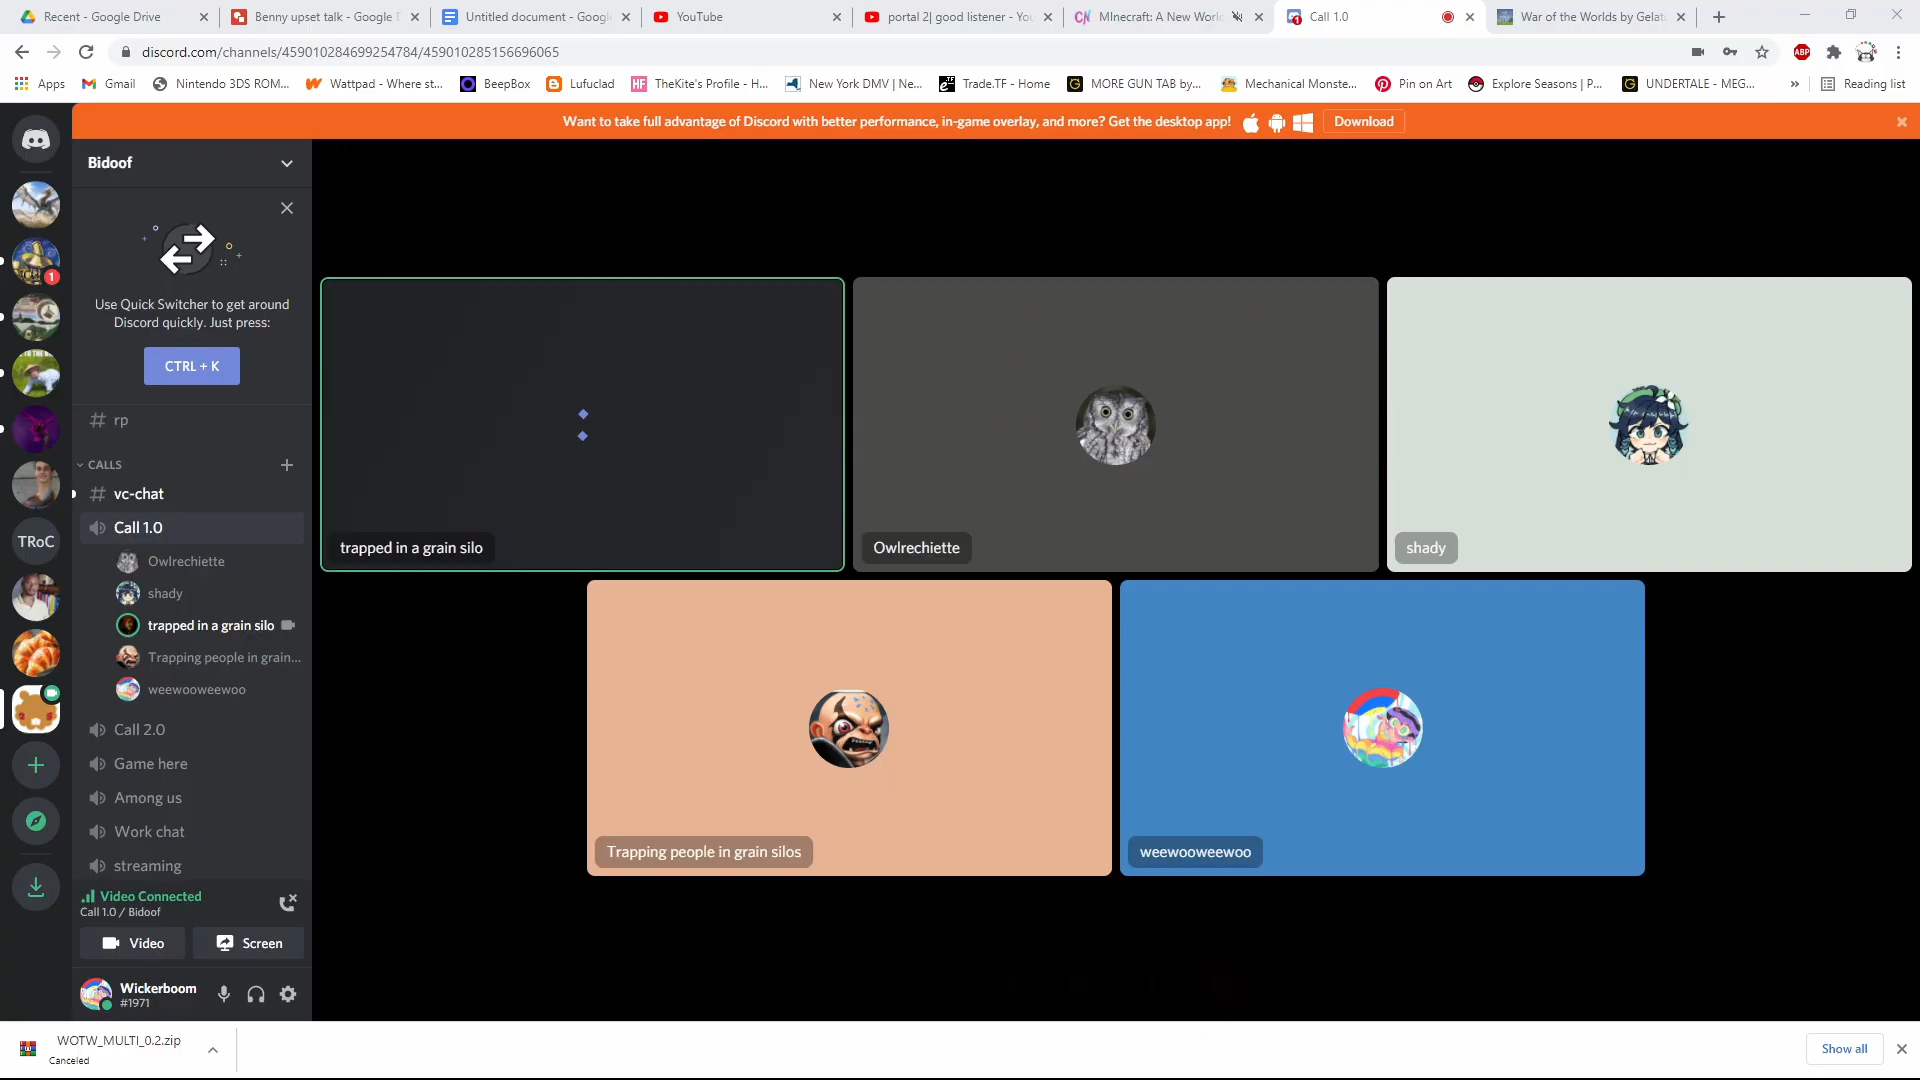 Recent - Google Drive
Benny upset talk - Google D
Untitled document - Googl
YouTube
portal 2| good listener - You
MInecraft: A New World
Call 1.0
War of the Worlds by Gelat
discord.com/channels/459010284699254784/459010285156696065
ABP
Apps
Gmail
Nintendo 3DS ROM...
Wattpad - Where st...
BeepBox
Lufuclad
HF
TheKite's Profile - H...
New York DMV | Ne...
Trade.TF - Home
MORE GUN TAB by...
Mechanical Monste...
Pin on Art
Explore Seasons | P...
UNDERTALE - MEG...
»
Reading list
Want to take full advantage of Discord with better performance, in-game overlay, and more? Get the desktop app!
Download
Bidoof
Use Quick Switcher to get around
Discord quickly. Just press:
CTRL + K
1
TRoC
# rp
CALLS
# vc-chat
Call 1.0
Owlrechiette
shady
trapped in a grain silo
Trapping people in grain...
weewooweewoo
Call 2.0
Game here
Among us
Work chat
streaming
Video Connected
Call 1.0 / Bidoof
Video
Screen
Wickerboom
#1971
trapped in a grain silo
Owlrechiette
shady
Trapping people in grain silos
weewooweewoo
WOTW_MULTI_0.2.zip
Canceled
Show all